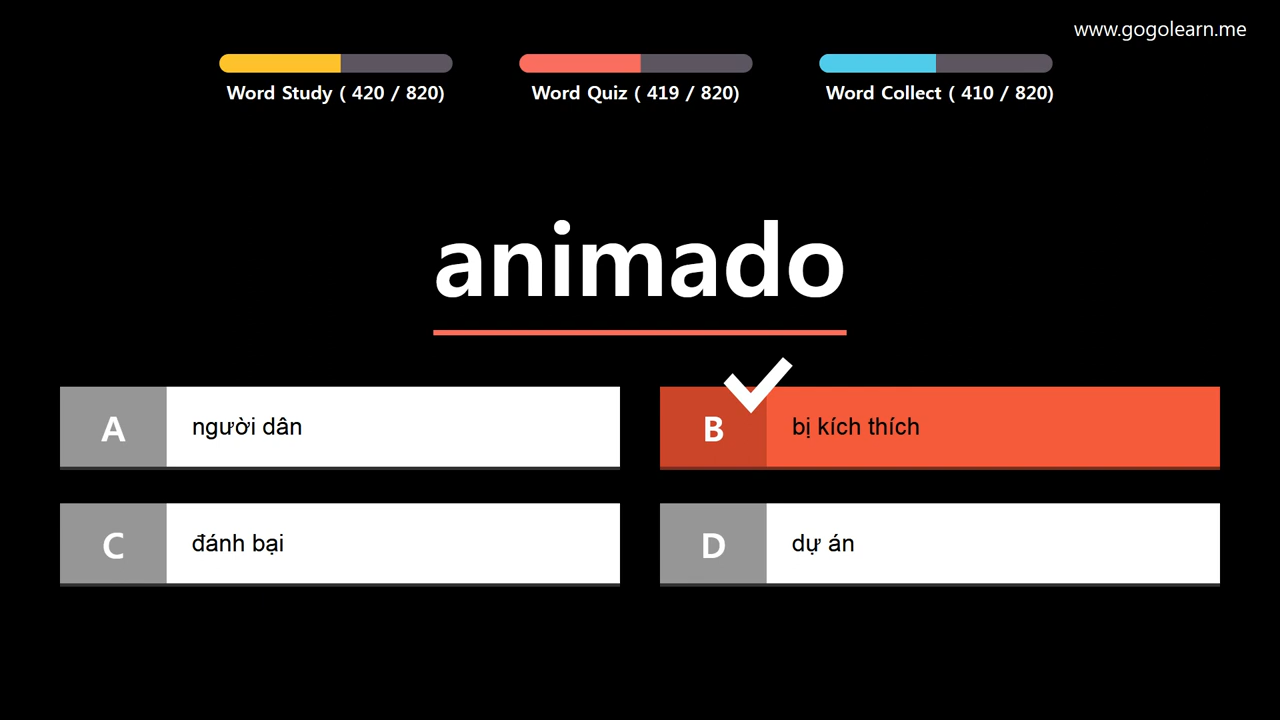 www.gogolearn.me
Word Study ( 420 / 820)
Word Quiz ( 419 / 820)
Word Collect ( 410 / 820)
animado
A người dân
B bị kích thích
C đánh bại
D dự án